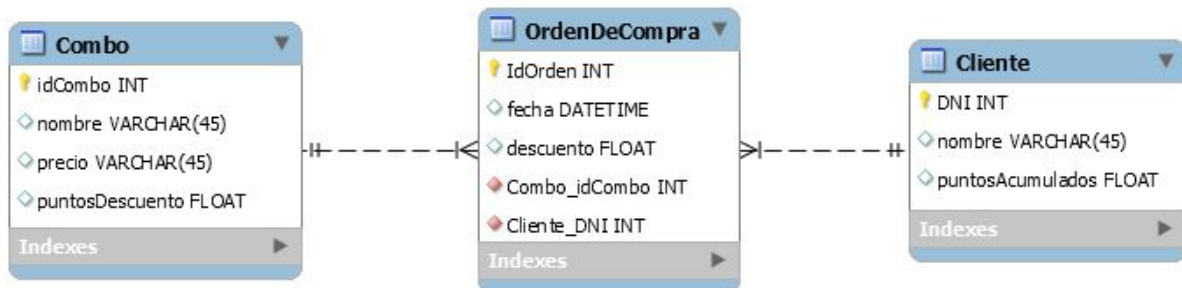 Combo
idCombo INT
nombre VARCHAR(45)
precio VARCHAR(45)
puntosDescuento FLOAT
Indexes
OrdenDeCompra
IdOrden INT
fecha DATETIME
descuento FLOAT
Combo_idCombo INT
Cliente_DNI INT
Indexes
Cliente
DNI INT
nombre VARCHAR(45)
puntosAcumulados FLOAT
Indexes